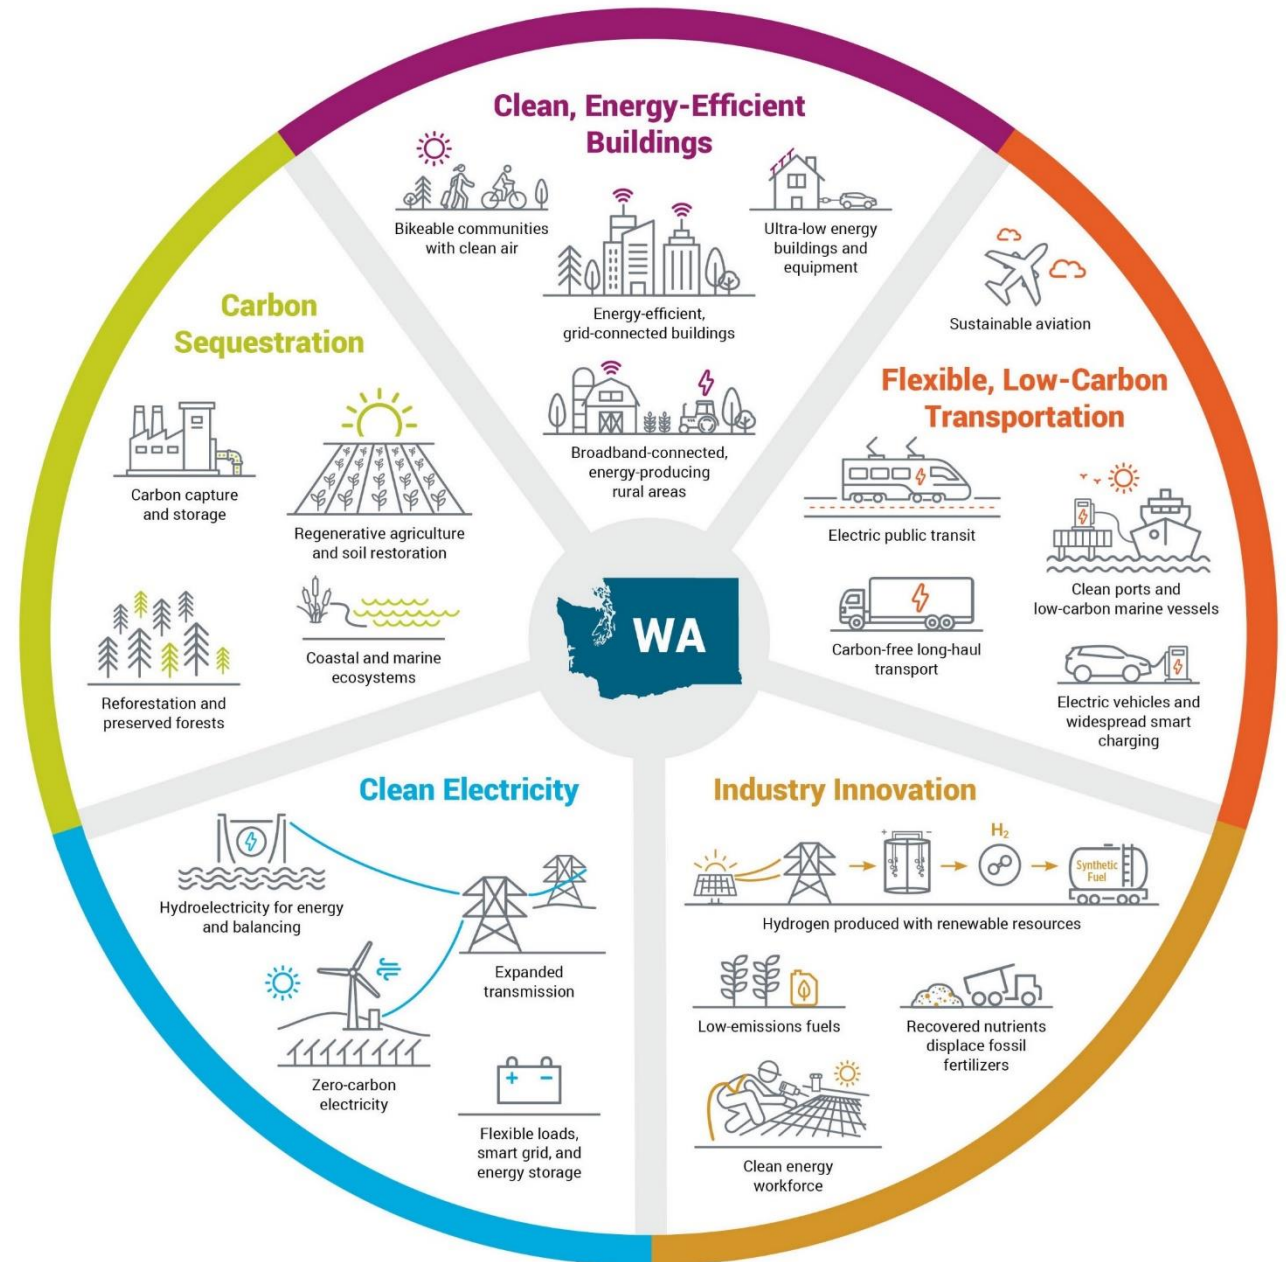 Clean, Energy-Efficient
Buildings
Bikeable communities
with clean air
Energy-efficient,
grid-connected buildings
Ultra-low energy
buildings and
equipment
Broadband-connected,
energy-producing
rural areas
Sustainable aviation
Flexible, Low-Carbon
Transportation
Electric public transit
Clean ports and
low-carbon marine vessels
Carbon-free long-haul
transport
Electric vehicles and
widespread smart
charging
Carbon
Sequestration
Carbon capture
and storage
Regenerative agriculture
and soil restoration
Reforestation and
preserved forests
Coastal and marine
ecosystems
WA
Clean Electricity
Hydroelectricity for energy
and balancing
Expanded
transmission
Zero-carbon
electricity
+ −
Flexible loads,
smart grid, and
energy storage
Industry Innovation
+ −
H₂
Synthetic
Fuel
Hydrogen produced with renewable resources
Low-emissions fuels
Recovered nutrients
displace fossil
fertilizers
Clean energy
workforce